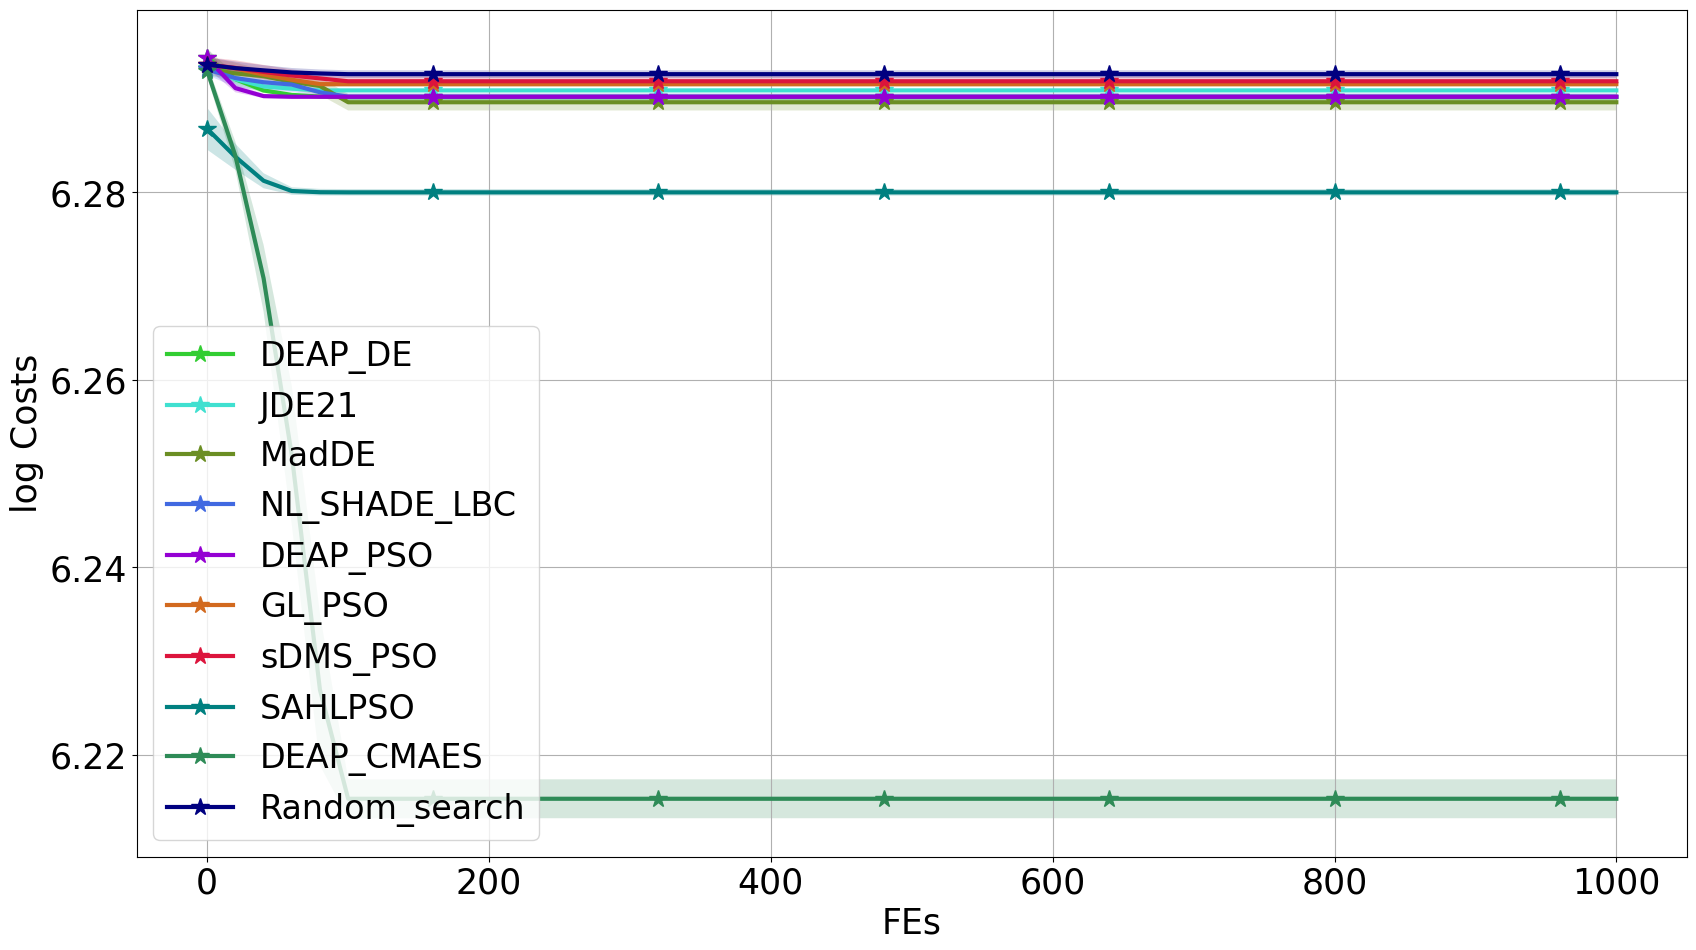 log Costs
6.28
6.26
6.24
6.22
DEAP_DE
JDE21
MadDE
NL_SHADE_LBC
DEAP_PSO
GL_PSO
sDMS_PSO
SAHLPSO
DEAP_CMAES
Random_search
0 200 400 600 800 1000
FEs